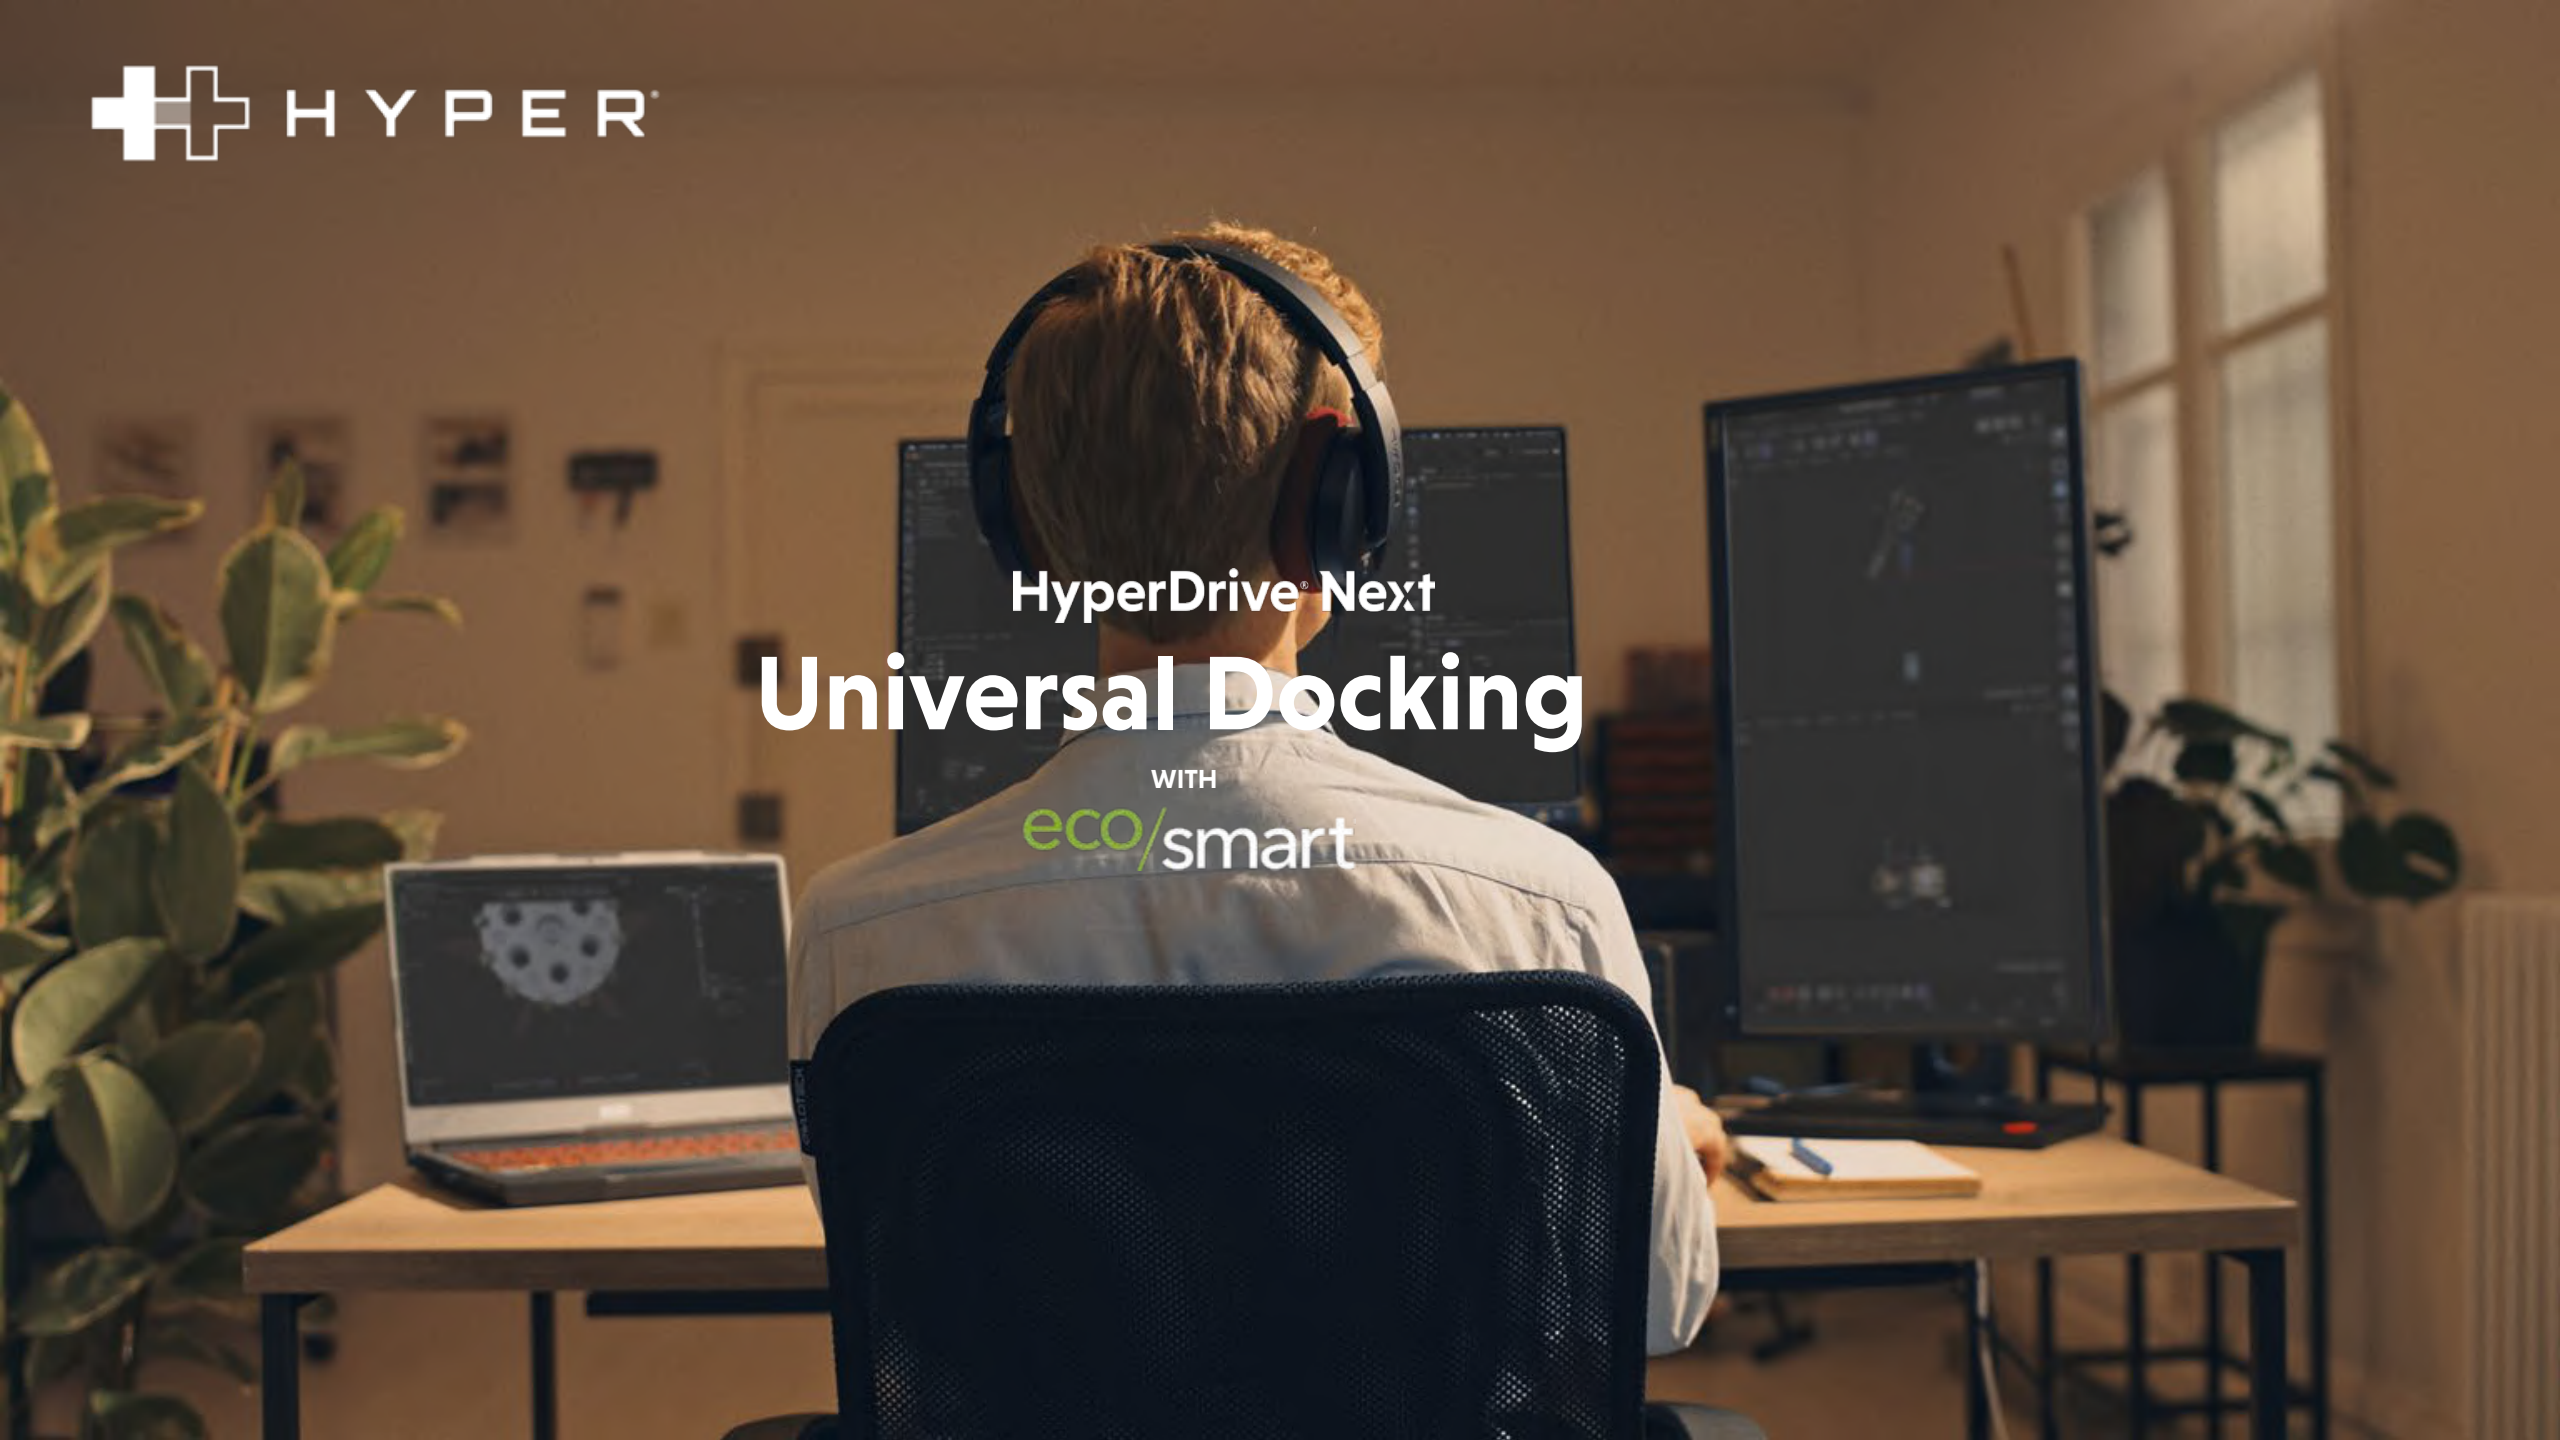 HYPER®
HyperDrive® Next
Universal Docking
WITH
eco/smart